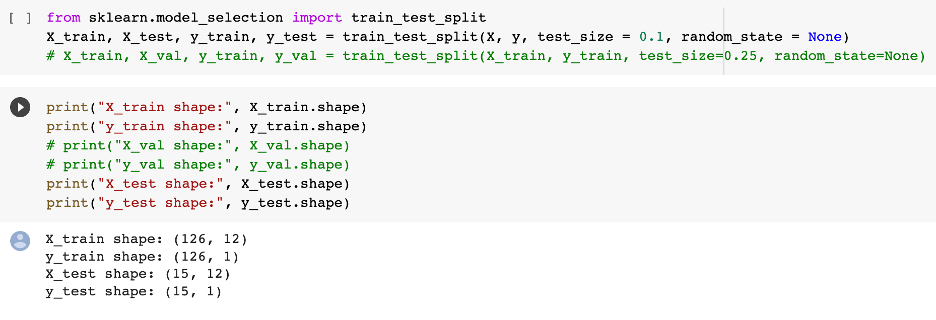 [ ] from sklearn.model_selection import train_test_split
X_train, X_test, y_train, y_test = train_test_split(X, y, test_size = 0.1, random_state = None)
# X_train, X_val, y_train, y_val = train_test_split(X_train, y_train, test_size=0.25, random_state=None)
print("X_train shape:", X_train.shape)
print("y_train shape:", y_train.shape)
# print("X_val shape:", X_val.shape)
# print("y_val shape:", y_val.shape)
print("X_test shape:", X_test.shape)
print("y_test shape:", y_test.shape)
X_train shape: (126, 12)
y_train shape: (126, 1)
X_test shape: (15, 12)
y_test shape: (15, 1)